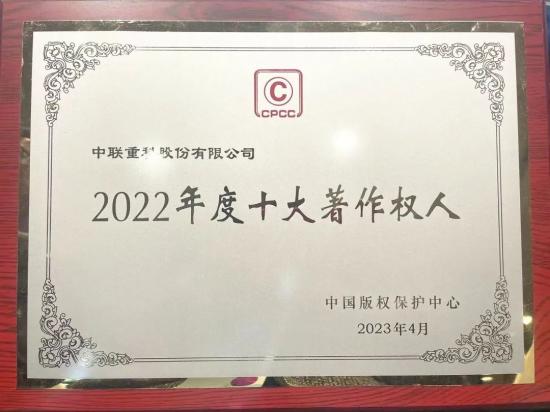 C
CPCC
中联重科股份有限公司
2022年度十大著作权人
中国版权保护中心
2023年4月